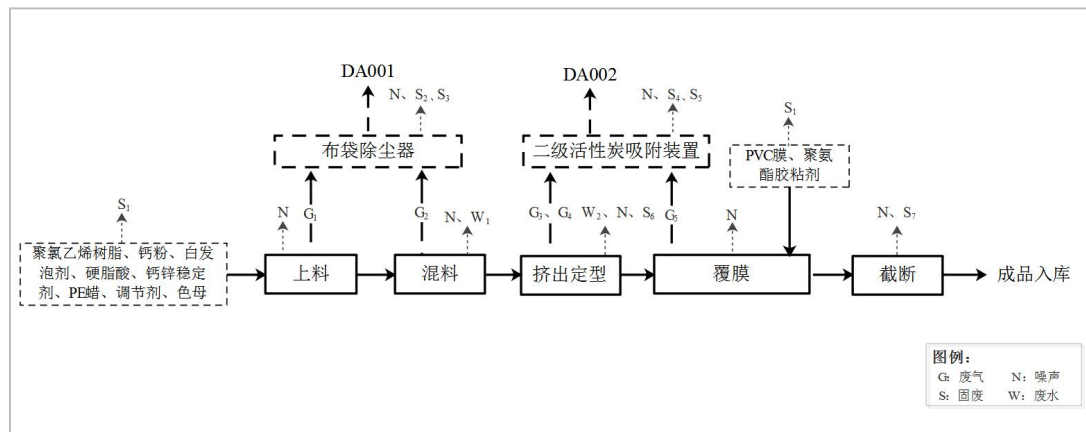 DA001
DA002
N、S₂、S₃
N、S₄、S₅
S₁
布袋除尘器
二级活性炭吸附装置
PVC膜、聚氨
酯胶粘剂
S₁
N
G₁
G₂
N、W₁
G₃、G₄
W₂、N、S₆
G₅
N
N、S₇
聚氯乙烯树脂、钙粉、白发
泡剂、硬脂酸、钙锌稳定
剂、PE蜡、调节剂、色母
上料
混料
挤出定型
覆膜
截断
成品入库
图例：
G：废气 N：噪声
S：固废 W：废水